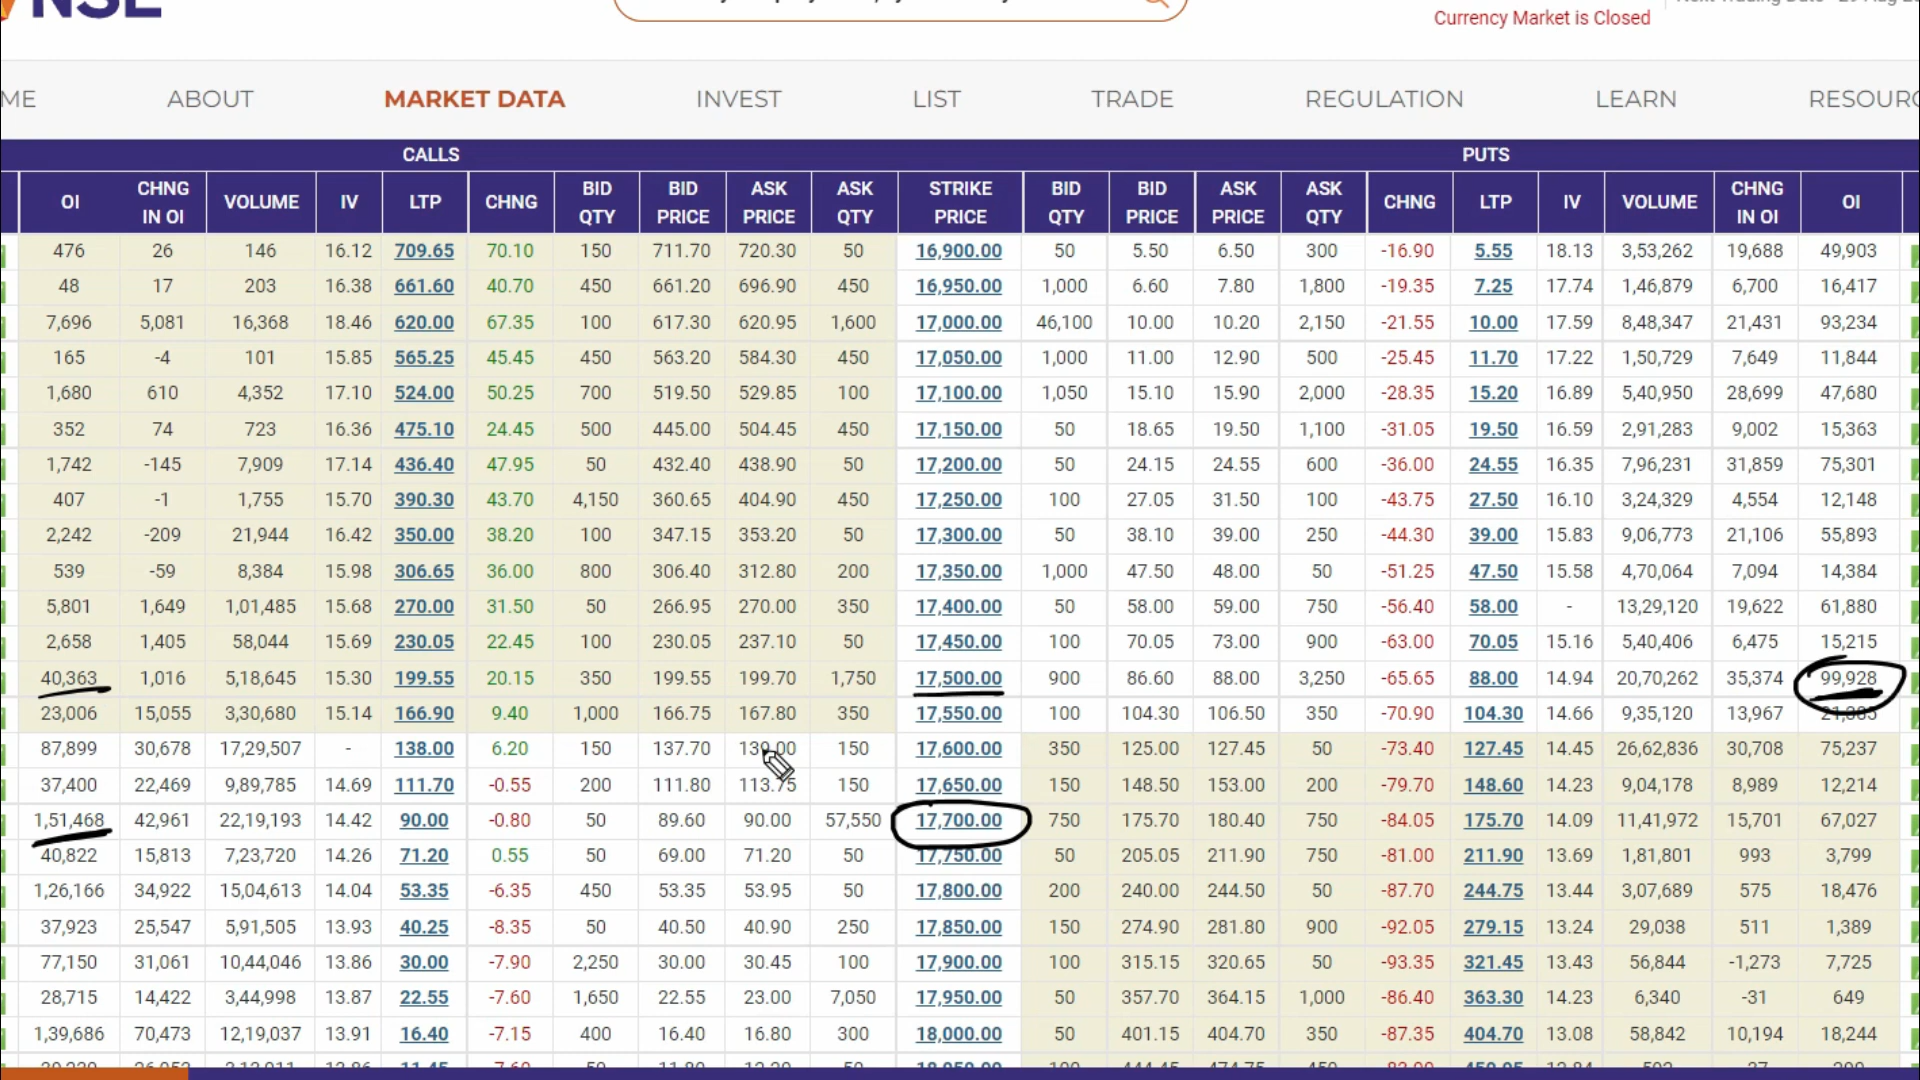 NSE
Currency Market is Closed
ME ABOUT MARKET DATA INVEST LIST TRADE REGULATION LEARN RESOURC
CALLS PUTS
OI CHNG IN OI VOLUME IV LTP CHNG BID QTY BID PRICE ASK PRICE ASK QTY STRIKE PRICE BID QTY BID PRICE ASK PRICE ASK QTY CHNG LTP IV VOLUME CHNG IN OI OI
476 26 146 16.12 709.65 70.10 150 711.70 720.30 50 16,900.00 50 5.50 6.50 300 -16.90 5.55 18.13 3,53,262 19,688 49,903
48 17 203 16.38 661.60 40.70 450 661.20 696.90 450 16,950.00 1,000 6.60 7.80 1,800 -19.35 7.25 17.74 1,46,879 6,700 16,417
7,696 5,081 16,368 18.46 620.00 67.35 100 617.30 620.95 1,600 17,000.00 46,100 10.00 10.20 2,150 -21.55 10.00 17.59 8,48,347 21,431 93,234
165 -4 101 15.85 565.25 45.45 450 563.20 584.30 450 17,050.00 1,000 11.00 12.90 500 -25.45 11.70 17.22 1,50,729 7,649 11,844
1,680 610 4,352 17.10 524.00 50.25 700 519.50 529.85 100 17,100.00 1,050 15.10 15.90 2,000 -28.35 15.20 16.89 5,40,950 28,699 47,680
352 74 723 16.36 475.10 24.45 500 445.00 504.45 450 17,150.00 50 18.65 19.50 1,100 -31.05 19.50 16.59 2,91,283 9,002 15,363
1,742 -145 7,909 17.14 436.40 47.95 50 432.40 438.90 50 17,200.00 50 24.15 24.55 600 -36.00 24.55 16.35 7,96,231 31,859 75,301
407 -1 1,755 15.70 390.30 43.70 4,150 360.65 404.90 450 17,250.00 100 27.05 31.50 100 -43.75 27.50 16.10 3,24,329 4,554 12,148
2,242 -209 21,944 16.42 350.00 38.20 100 347.15 353.20 50 17,300.00 50 38.10 39.00 250 -44.30 39.00 15.83 9,06,773 21,106 55,893
539 -59 8,384 15.98 306.65 36.00 800 306.40 312.80 200 17,350.00 1,000 47.50 48.00 50 -51.25 47.50 15.58 4,70,064 7,094 14,384
5,801 1,649 1,01,485 15.68 270.00 31.50 50 266.95 270.00 350 17,400.00 50 58.00 59.00 750 -56.40 58.00 - 13,29,120 19,622 61,880
2,658 1,405 58,044 15.69 230.05 22.45 100 230.05 237.10 50 17,450.00 100 70.05 73.00 900 -63.00 70.05 15.16 5,40,406 6,475 15,215
40,363 1,016 5,18,645 15.30 199.55 20.15 350 199.55 199.70 1,750 17,500.00 900 86.60 88.00 3,250 -65.65 88.00 14.94 20,70,262 35,374 99,928
23,006 15,055 3,30,680 15.14 166.90 9.40 1,000 166.75 167.80 350 17,550.00 100 104.30 106.50 350 -70.90 104.30 14.66 9,35,120 13,967
87,899 30,678 17,29,507 - 138.00 6.20 150 137.70 139.00 150 17,600.00 350 125.00 127.45 50 -73.40 127.45 14.45 26,62,836 30,708 75,237
37,400 22,469 9,89,785 14.69 111.70 -0.55 200 111.80 113.75 150 17,650.00 100 148.50 153.00 200 -79.70 148.60 14.23 9,04,178 8,989 12,214
1,51,468 42,961 22,19,193 14.42 90.00 -0.80 50 89.60 90.00 57,550 17,700.00 750 175.70 180.40 750 -84.05 175.70 14.09 11,41,972 15,701 67,027
40,822 15,813 7,23,720 14.26 71.20 0.55 50 69.00 71.20 50 17,750.00 50 205.05 211.90 750 -81.00 211.90 13.69 1,81,801 993 3,799
1,26,166 34,922 15,04,613 14.04 53.35 -6.35 450 53.35 53.95 50 17,800.00 200 240.00 244.50 50 -87.70 244.75 13.44 3,07,689 575 18,476
37,923 25,547 5,91,505 13.93 40.25 -8.35 50 40.50 40.90 250 17,850.00 150 274.90 281.80 900 -92.05 279.15 13.24 29,038 511 1,389
77,150 31,061 10,44,046 13.86 30.00 -7.90 2,250 30.00 30.45 100 17,900.00 100 315.15 320.65 50 -93.35 321.45 13.43 56,844 -1,273 7,725
28,715 14,422 3,44,998 13.87 22.55 -7.60 1,650 22.55 23.00 7,050 17,950.00 50 357.70 364.15 1,000 -86.40 363.30 14.23 6,340 -31 649
1,39,686 70,473 12,19,037 13.91 16.40 -7.15 400 16.40 16.80 300 18,000.00 50 401.15 404.70 350 -87.35 404.70 13.08 58,842 10,194 18,244